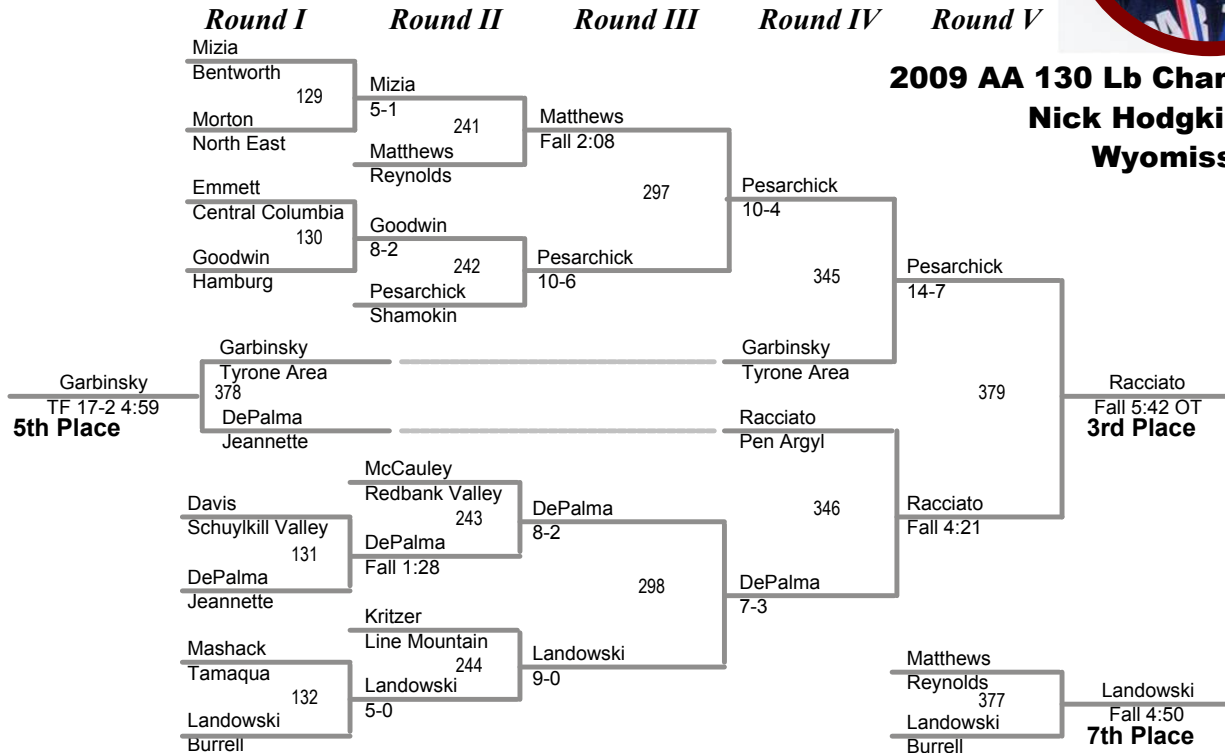 Round I Round II Round III Round IV Round V
2009 AA 130 Lb
Nick
Mizia
Bentworth
129
Morton
North East
Mizia
5-1
241
Matthews
Reynolds
Matthews
Fall 2:08
Emmett
Central Columbia
130
Goodwin
Hamburg
Goodwin
8-2
242
Pesarchick
Shamokin
Pesarchick
10-6
297
Pesarchick
10-4
345
Garbinsky
Tyrone Area
Pesarchick
14-7
Garbinsky
Tyrone Area
378
DePalma
Jeannette
Garbinsky
TF 17-2 4:59
5th Place
379
Racciato
Fall 5:42 OT
3rd Place
Racciato
Pen Argyl
346
Racciato
Fall 4:21
McCauley
Redbank Valley
243
Davis
Schuylkill Valley
131
DePalma
Jeannette
DePalma
Fall 1:28
DePalma
8-2
298
DePalma
7-3
Kritzer
Line Mountain
244
Mashack
Tamaqua
132
Landowski
Burrell
Landowski
5-0
Landowski
9-0
Matthews
Reynolds
377
Landowski
Burrell
Landowski
Fall 4:50
7th Place